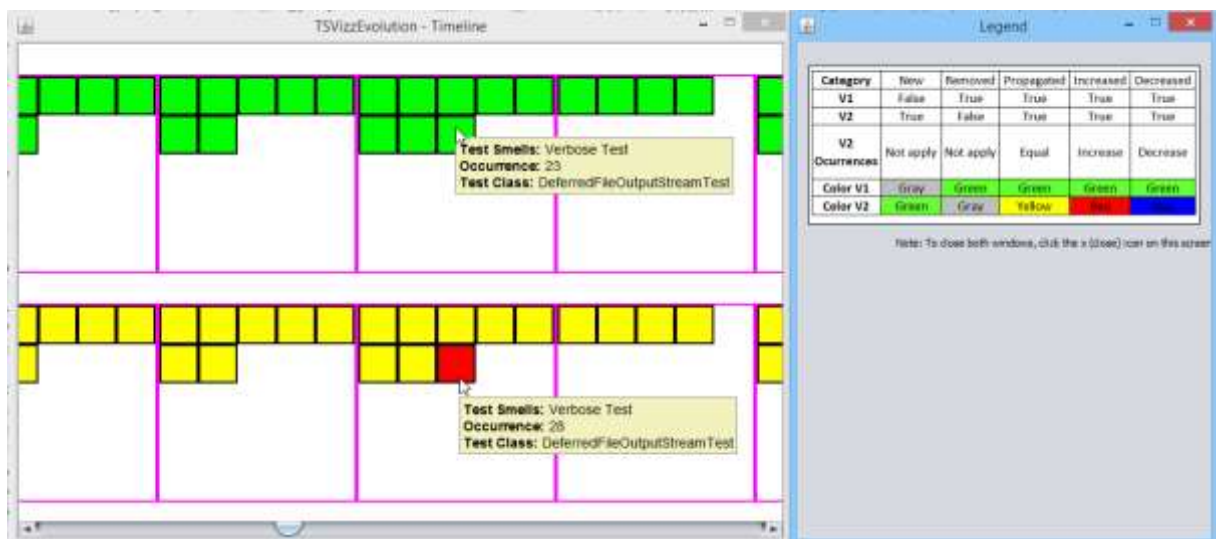 TSVizzEvolution - Timeline
Test Smells: Verbose Test
Occurrence: 23
Test Class: DeferredFileOutputStreamTest
Test Smells: Verbose Test
Occurrence: 28
Test Class: DeferredFileOutputStreamTest
Legend
Category New Removed Propagated Increased Decreased
V1 False True True True True
V2 True False True True True
V2 Ocurrences Not apply Not apply Equal Increase Decrease
Color V1 Gray Green Green Green Green
Color V2 Green Gray Yellow Red
Note: To close both windows, click the x (close) icon on this screen